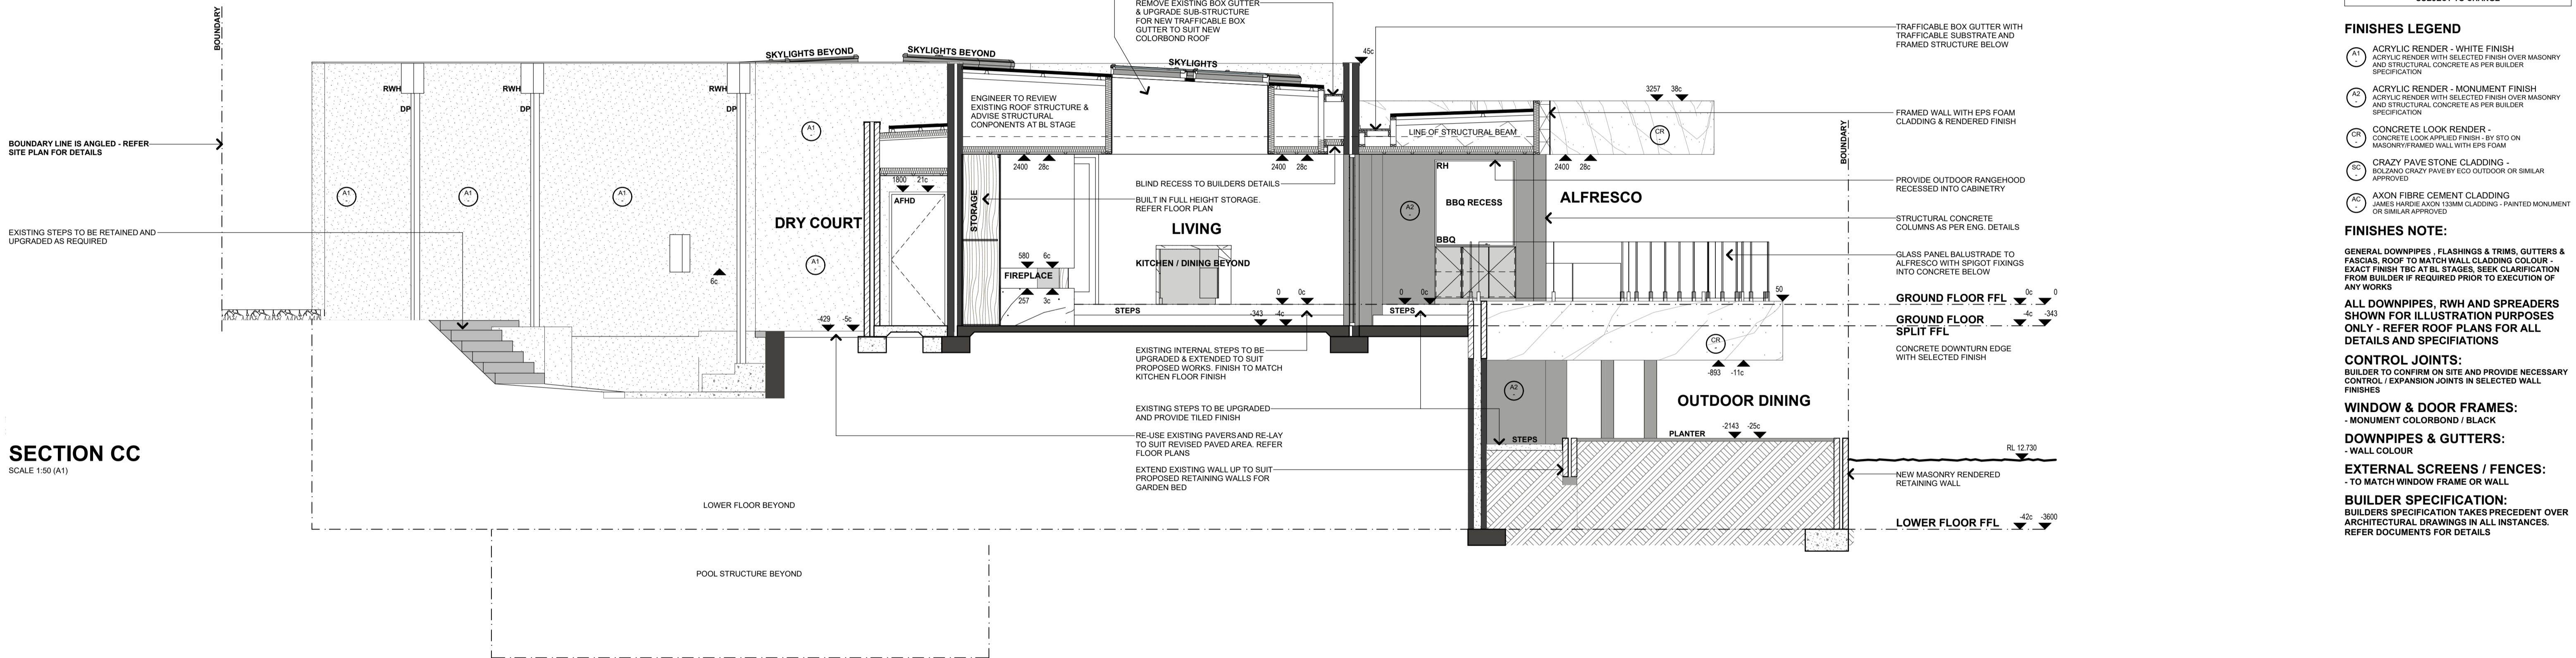 BOUNDARY
BOUNDARY LINE IS ANGLED - REFER
SITE PLAN FOR DETAILS
EXISTING STEPS TO BE RETAINED AND
UPGRADED AS REQUIRED
SECTION CC
SCALE 1:50 (A1)
RWH
DP
RWH
DP
RWH
DP
A1
-
A1
-
A1
-
A1
-
A1
-
6c
SKYLIGHTS BEYOND
SKYLIGHTS BEYOND
SKYLIGHTS
DRY COURT
-429 -5c
1800 21c
AFHD
STORAGE
ENGINEER TO REVIEW
EXISTING ROOF STRUCTURE &
ADVISE STRUCTURAL
CONPONENTS AT BL STAGE
2400 28c
2400 28c
LIVING
KITCHEN / DINING BEYOND
580 6c
FIREPLACE
257 3c
STEPS
0 0c
-343 -4c
LOWER FLOOR BEYOND
POOL STRUCTURE BEYOND
REMOVE EXISTING BOX GUTTER
& UPGRADE SUB-STRUCTURE
FOR NEW TRAFFICABLE BOX
GUTTER TO SUIT NEW
COLORBOND ROOF
BLIND RECESS TO BUILDERS DETAILS
BUILT IN FULL HEIGHT STORAGE.
REFER FLOOR PLAN
EXISTING INTERNAL STEPS TO BE
UPGRADED & EXTENDED TO SUIT
PROPOSED WORKS. FINISH TO MATCH
KITCHEN FLOOR FINISH
EXISTING STEPS TO BE UPGRADED
AND PROVIDE TILED FINISH
RE-USE EXISTING PAVERS AND RE-LAY
TO SUIT REVISED PAVED AREA. REFER
FLOOR PLANS
EXTEND EXISTING WALL UP TO SUIT
PROPOSED RETAINING WALLS FOR
GARDEN BED
45c
LINE OF STRUCTURAL BEAM
3257 38c
CR
-
2400 28c
RH
BBQ RECESS
BBQ
A2
-
ALFRESCO
0 0c
STEPS
50
CR
-
-893 -11c
A2
-
OUTDOOR DINING
STEPS
PLANTER
-2143 -25c
BOUNDARY
RL 12.730
TRAFFICABLE BOX GUTTER WITH
TRAFFICABLE SUBSTRATE AND
FRAMED STRUCTURE BELOW
FRAMED WALL WITH EPS FOAM
CLADDING & RENDERED FINISH
PROVIDE OUTDOOR RANGEHOOD
RECESSED INTO CABINETRY
STRUCTURAL CONCRETE
COLUMNS AS PER ENG. DETAILS
GLASS PANEL BALUSTRADE TO
ALFRESCO WITH SPIGOT FIXINGS
INTO CONCRETE BELOW
GROUND FLOOR FFL 0c 0
GROUND FLOOR
SPLIT FFL
-4c -343
CONCRETE DOWNTURN EDGE
WITH SELECTED FINISH
NEW MASONRY RENDERED
RETAINING WALL
LOWER FLOOR FFL -42c -3600
FINISHES LEGEND
A1
-
ACRYLIC RENDER - WHITE FINISH
ACRYLIC RENDER WITH SELECTED FINISH OVER MASONRY
AND STRUCTURAL CONCRETE AS PER BUILDER
SPECIFICATION
A2
-
ACRYLIC RENDER - MONUMENT FINISH
ACRYLIC RENDER WITH SELECTED FINISH OVER MASONRY
AND STRUCTURAL CONCRETE AS PER BUILDER
SPECIFICATION
CR
-
CONCRETE LOOK RENDER -
CONCRETE LOOK APPLIED FINISH - BY STO ON
MASONRY/FRAMED WALL WITH EPS FOAM
SC
-
CRAZY PAVE STONE CLADDING -
BOLZANO CRAZY PAVE BY ECO OUTDOOR OR SIMILAR
APPROVED
AC
-
AXON FIBRE CEMENT CLADDING
JAMES HARDIE AXON 133MM CLADDING - PAINTED MONUMENT
OR SIMILAR APPROVED
FINISHES NOTE:
GENERAL DOWNPIPES , FLASHINGS & TRIMS, GUTTERS &
FASCIAS, ROOF TO MATCH WALL CLADDING COLOUR -
EXACT FINISH TBC AT BL STAGES, SEEK CLARIFICATION
FROM BUILDER IF REQUIRED PRIOR TO EXECUTION OF
ANY WORKS
ALL DOWNPIPES, RWH AND SPREADERS
SHOWN FOR ILLUSTRATION PURPOSES
ONLY - REFER ROOF PLANS FOR ALL
DETAILS AND SPECIFIATIONS
CONTROL JOINTS:
BUILDER TO CONFIRM ON SITE AND PROVIDE NECESSARY
CONTROL / EXPANSION JOINTS IN SELECTED WALL
FINISHES
WINDOW & DOOR FRAMES:
- MONUMENT COLORBOND / BLACK
DOWNPIPES & GUTTERS:
- WALL COLOUR
EXTERNAL SCREENS / FENCES:
- TO MATCH WINDOW FRAME OR WALL
BUILDER SPECIFICATION:
BUILDERS SPECIFICATION TAKES PRECEDENT OVER
ARCHITECTURAL DRAWINGS IN ALL INSTANCES.
REFER DOCUMENTS FOR DETAILS